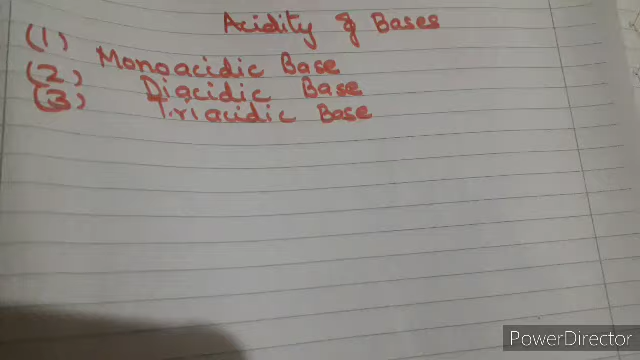 Acidity of Bases
(1) Monoacidic Base
(2) Diacidic Base
(3) Triacidic Base
PowerDirector